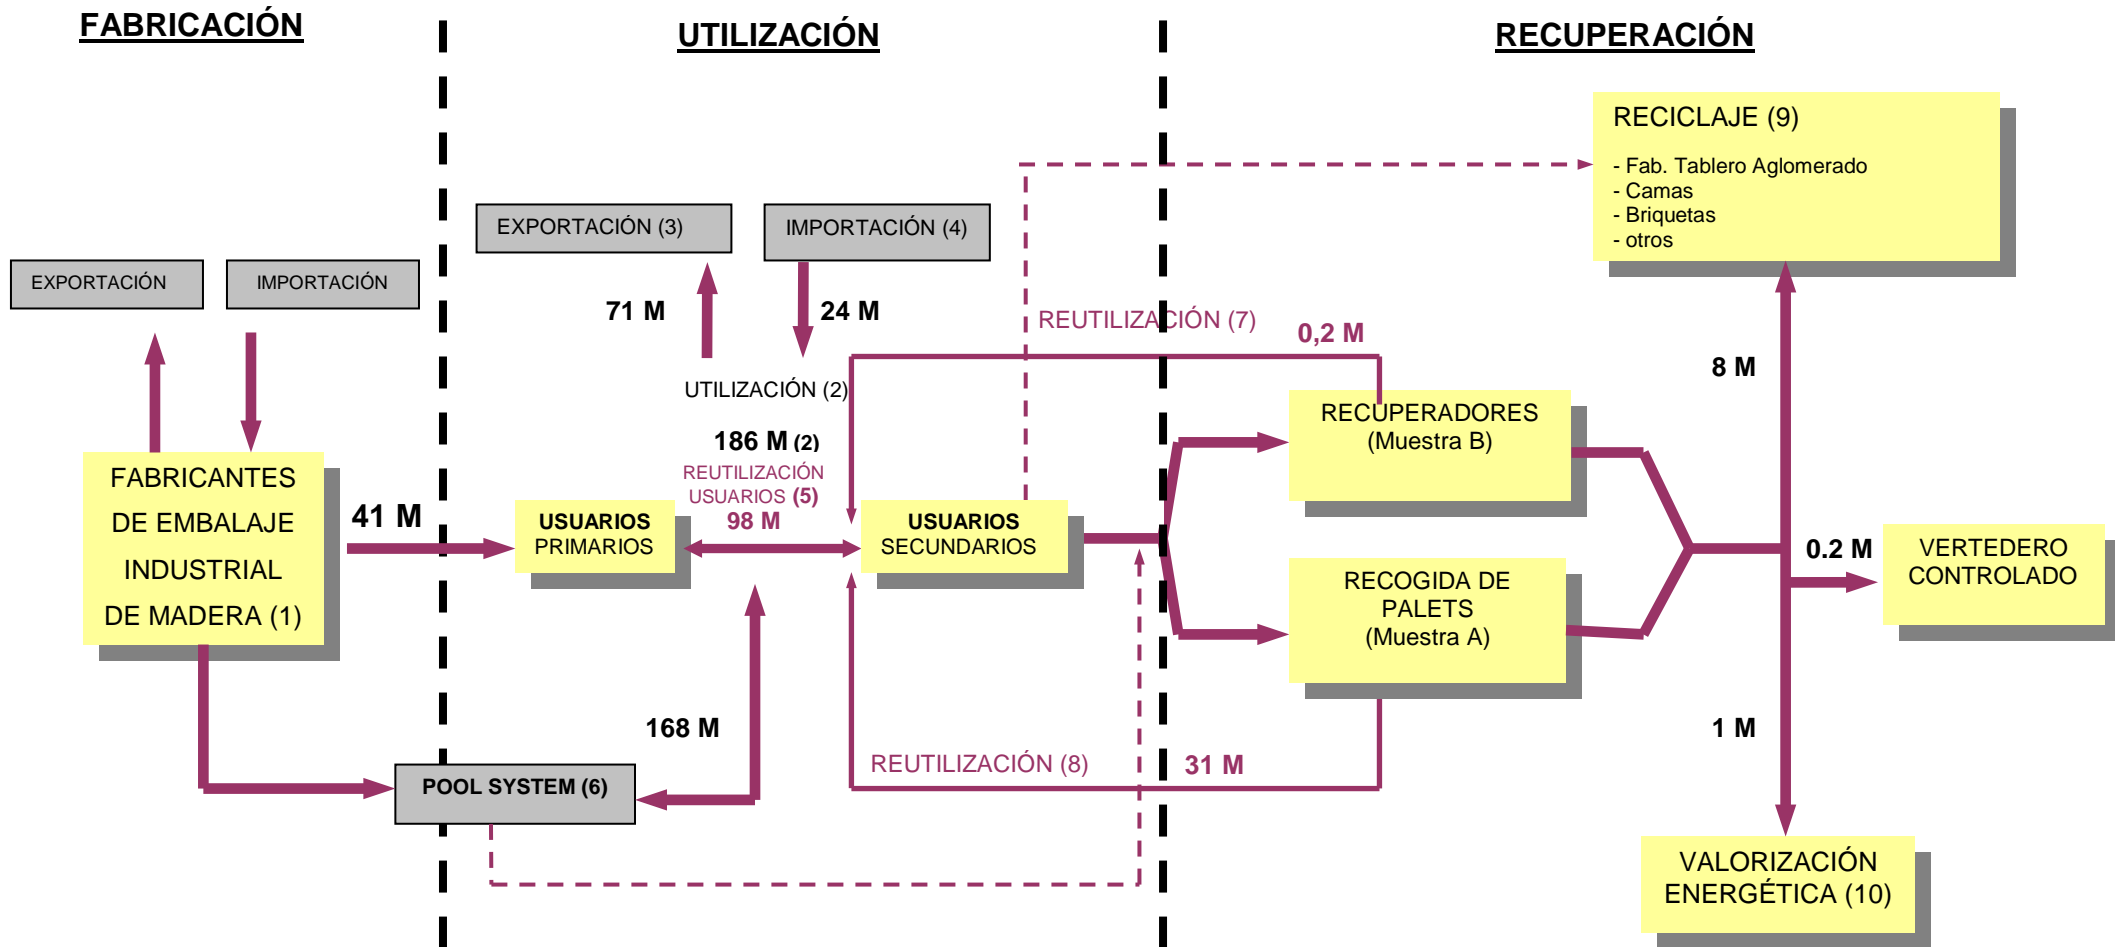 FABRICACIÓN
UTILIZACIÓN
RECUPERACIÓN
EXPORTACIÓN
IMPORTACIÓN
FABRICANTES
DE EMBALAJE
INDUSTRIAL
DE MADERA (1)
41 M
EXPORTACIÓN (3)
IMPORTACIÓN (4)
71 M
24 M
UTILIZACIÓN (2)
186 M (2)
REUTILIZACIÓN
USUARIOS (5)
98 M
USUARIOS
PRIMARIOS
USUARIOS
SECUNDARIOS
168 M
POOL SYSTEM (6)
REUTILIZACIÓN (7)
0,2 M
REUTILIZACIÓN (8)
31 M
RECUPERADORES
(Muestra B)
RECOGIDA DE
PALETS
(Muestra A)
RECICLAJE (9)
- Fab. Tablero Aglomerado
- Camas
- Briquetas
- otros
8 M
0.2 M
VERTEDERO
CONTROLADO
1 M
VALORIZACIÓN
ENERGÉTICA (10)